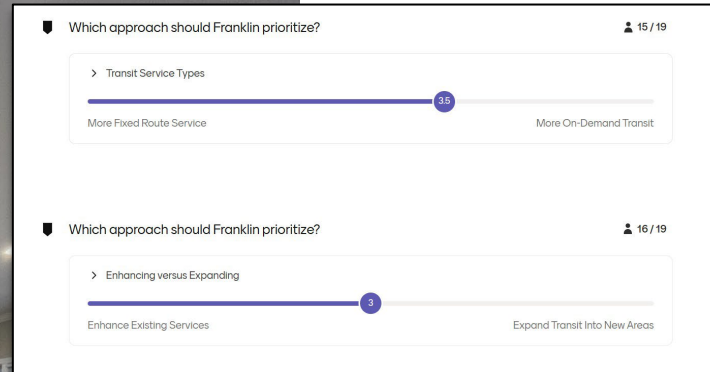 Which approach should Franklin prioritize? 15 / 19
Transit Service Types
3.5
More Fixed Route Service More On-Demand Transit
Which approach should Franklin prioritize? 16 / 19
Enhancing versus Expanding
3
Enhance Existing Services Expand Transit Into New Areas